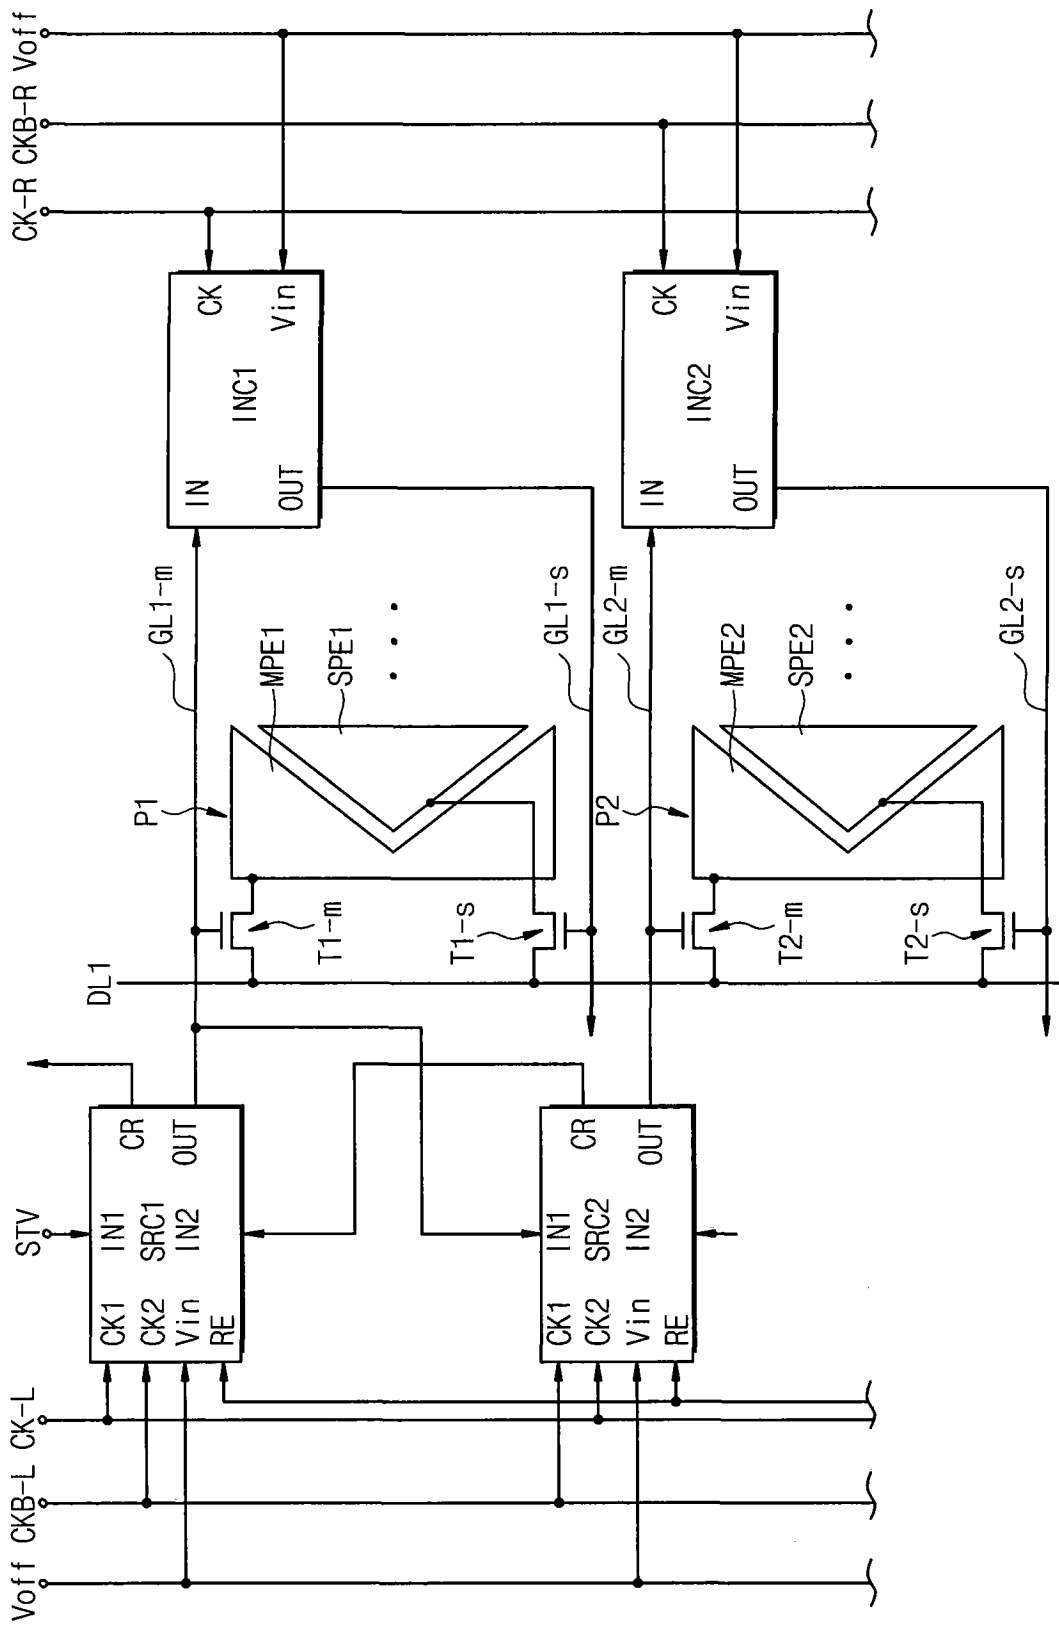 Voff
CKB-L
CK-L
STV
DL1
CK-R
CKB-R
Voff
CK1
CK2
Vin
RE
IN1
SRC1
IN2
CR
OUT
T1-m
T1-s
P1
MPE1
SPE1
GL1-m
GL1-s
IN
OUT
INC1
CK
Vin
CK1
CK2
Vin
RE
IN1
SRC2
IN2
CR
OUT
T2-m
T2-s
P2
MPE2
SPE2
GL2-m
GL2-s
IN
OUT
INC2
CK
Vin